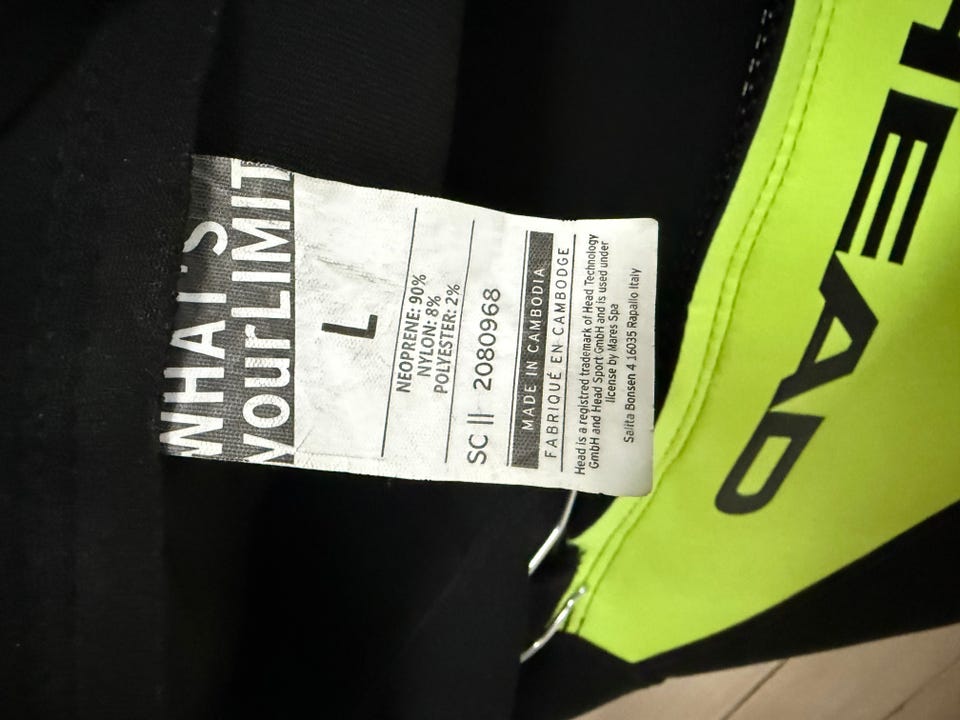 WHAT'S
YourLIMIT
L
NEOPRENE: 90%
NYLON: 8%
POLYESTER: 2%
SC || 2080968
MADE IN CAMBODIA
FABRIQUÉ EN CAMBODGE
Head is a registred trademark of Head Technology
GmbH and Head Sport GmbH and is used under
license by Mares Spa
Salita Bonsen 4 16035 Rapallo Italy
HEAD